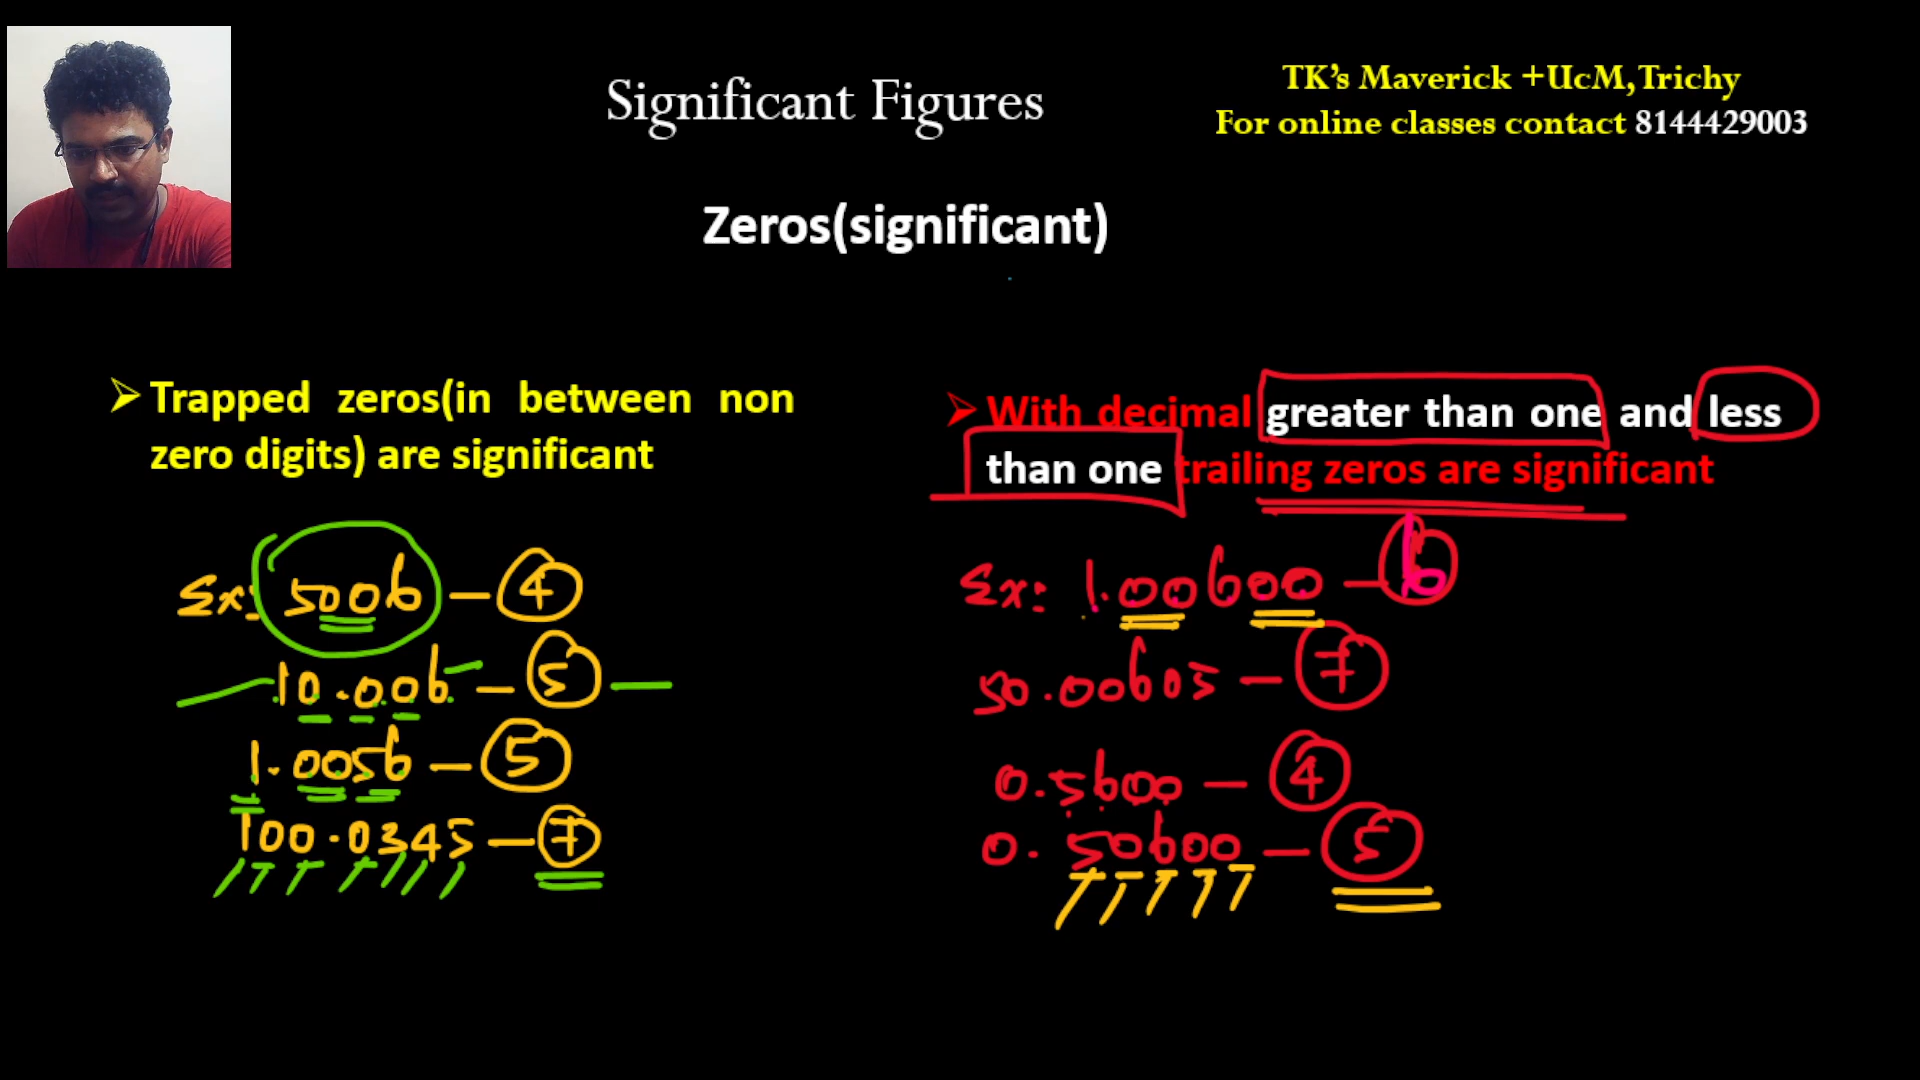 Significant Figures
TK's Maverick +UcM,Trichy
For online classes contact 8144429003
Zeros(significant)
➢ Trapped zeros(in between non
zero digits) are significant
Ex: 5006 — 4
10.006 — 5
1.0056 — 5
100.0345 — 7
➢ With decimal greater than one and less
than one trailing zeros are significant
Ex: 1.00600 — 6
50.00605 — 7
0.5600 — 4
0.50600 — 5